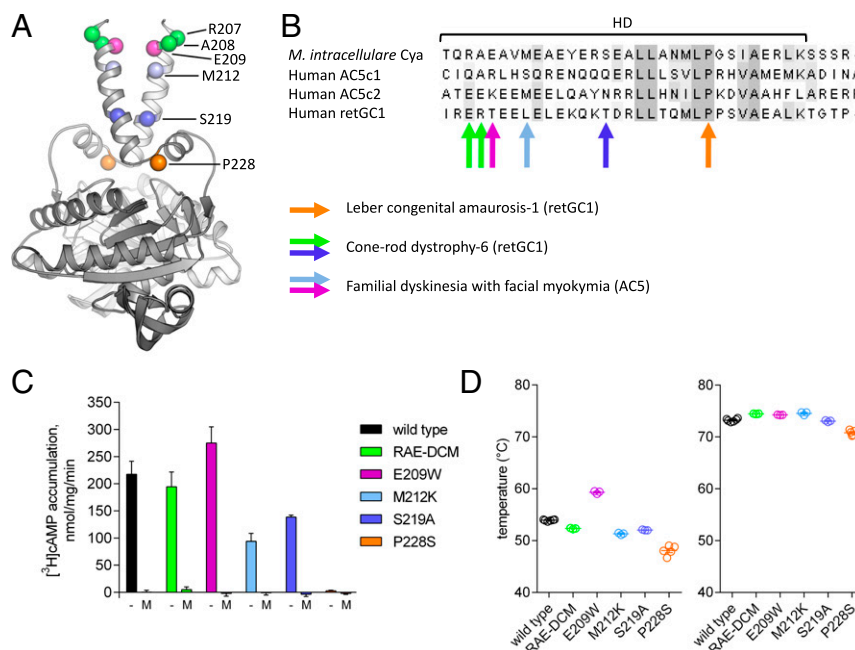 A
R207
A208
E209
M212
S219
P228
B
HD
M. intracellulare Cya TQRAEAVMEAEYERSEALLANMLPGSIAERLKSSSR
Human AC5c1 CIQARLHSQRENQQQERLLLSVLPRHVAMEMKADINA
Human AC5c2 ATEEKEEMEELQAYNRRLLHNILPKDVAAHFLARERR
Human retGC1 IREERTEELELEKQKTDRLLTQMLPPSVAEALKTGTPV
Leber congenital amaurosis-1 (retGC1)
Cone-rod dystrophy-6 (retGC1)
Familial dyskinesia with facial myokymia (AC5)
C
[³H]cAMP accumulation,
nmol/mg/min
350
300
250
200
150
100
50
0
- M - M - M - M - M - M
wild type
RAE-DCM
E209W
M212K
S219A
P228S
D
temperature (°C)
80
70
60
50
40
wild type
RAE-DCM
E209W
M212K
S219A
P228S
80
70
60
50
40
wild type
RAE-DCM
E209W
M212K
S219A
P228S